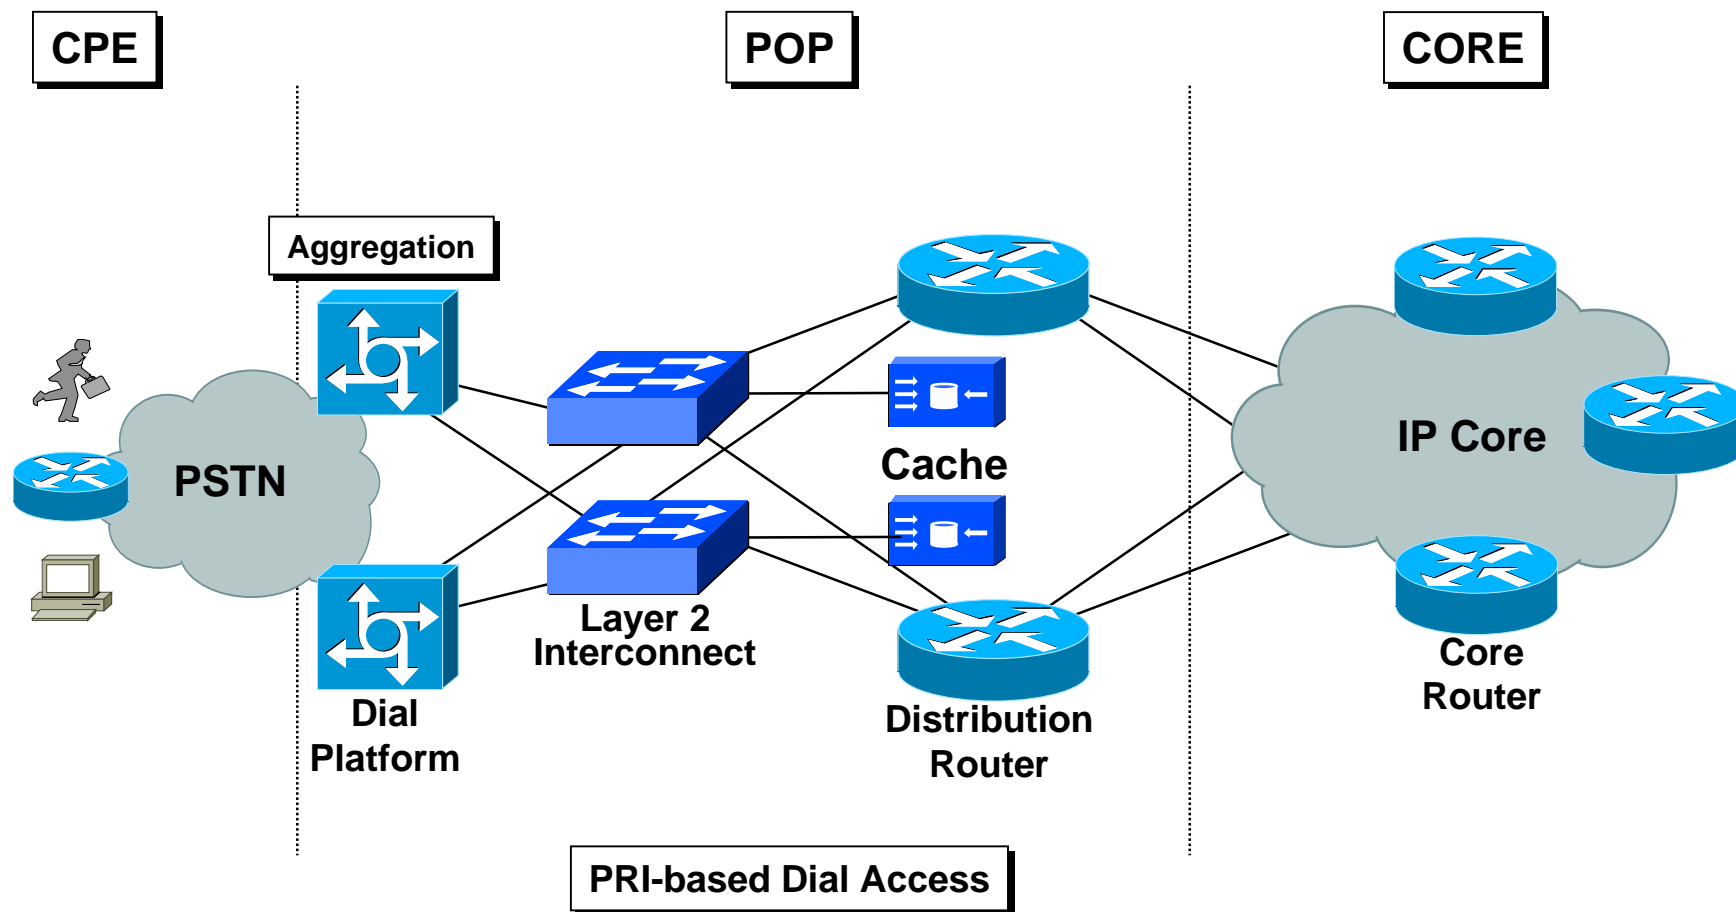 CPE
POP
CORE
Aggregation
PSTN
Cache
IP Core
Layer 2
Interconnect
Dial
Platform
Distribution
Router
Core
Router
PRI-based Dial Access